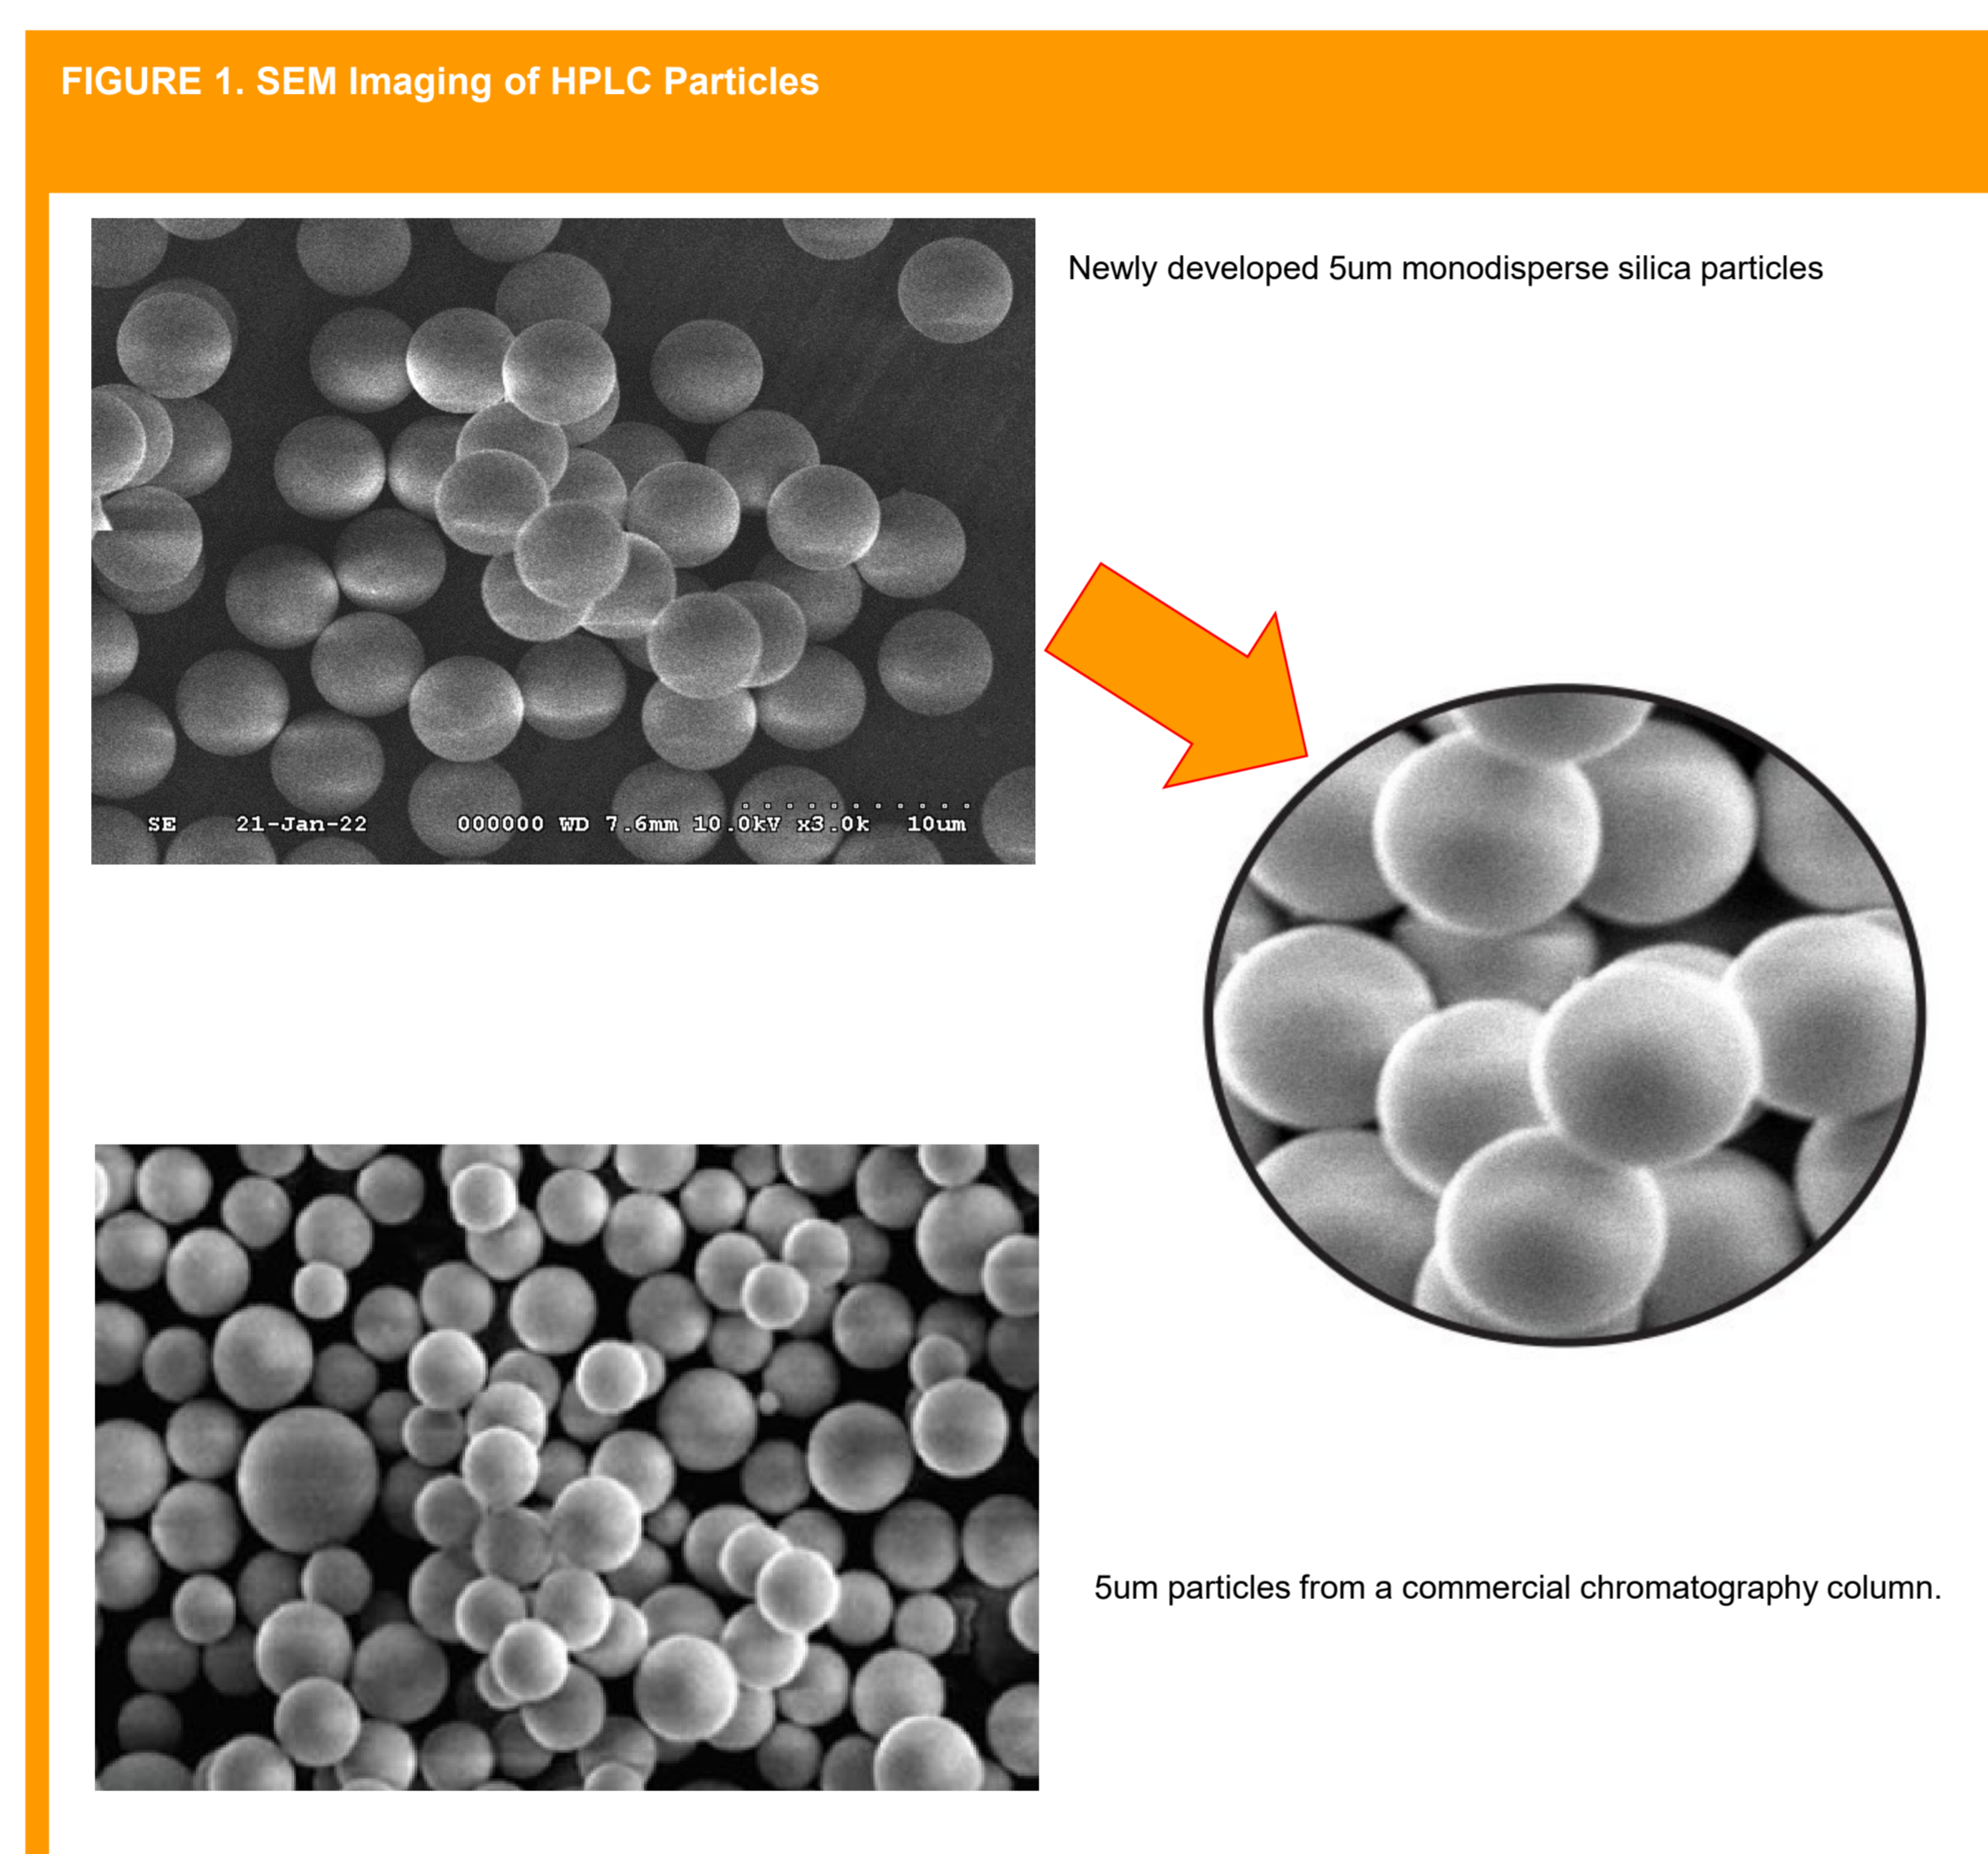 FIGURE 1. SEM Imaging of HPLC Particles
Newly developed 5um monodisperse silica particles
SE 21-Jan-22 000000 WD 7.6mm 10.0kV x3.0k 10um
5um particles from a commercial chromatography column.